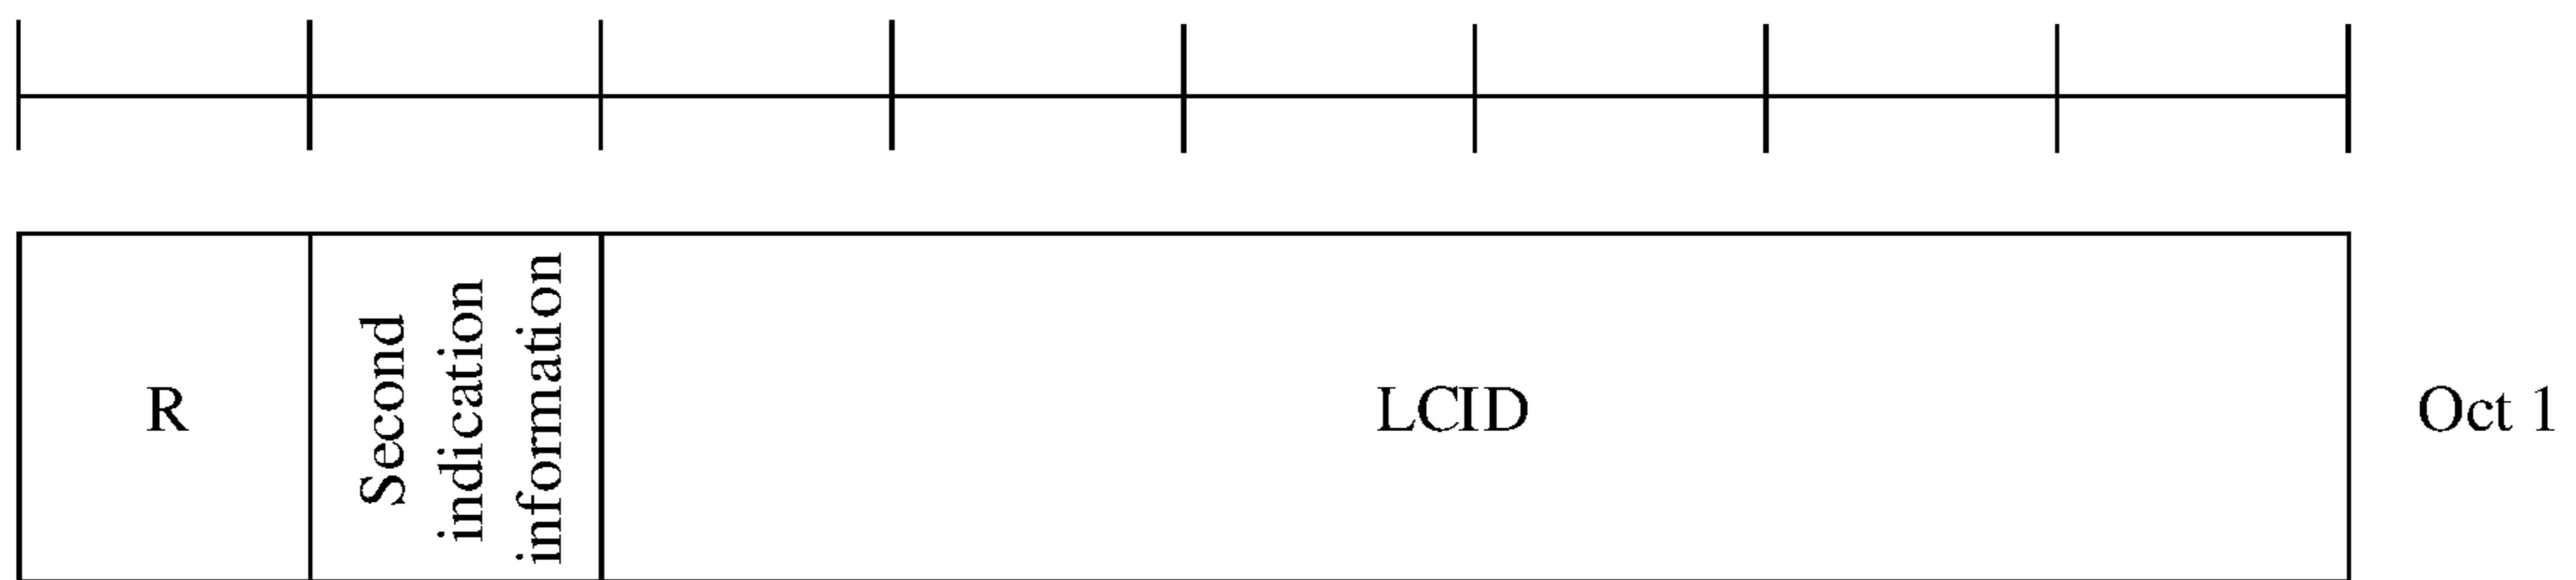 R
Second
indication
information
LCID
Oct 1